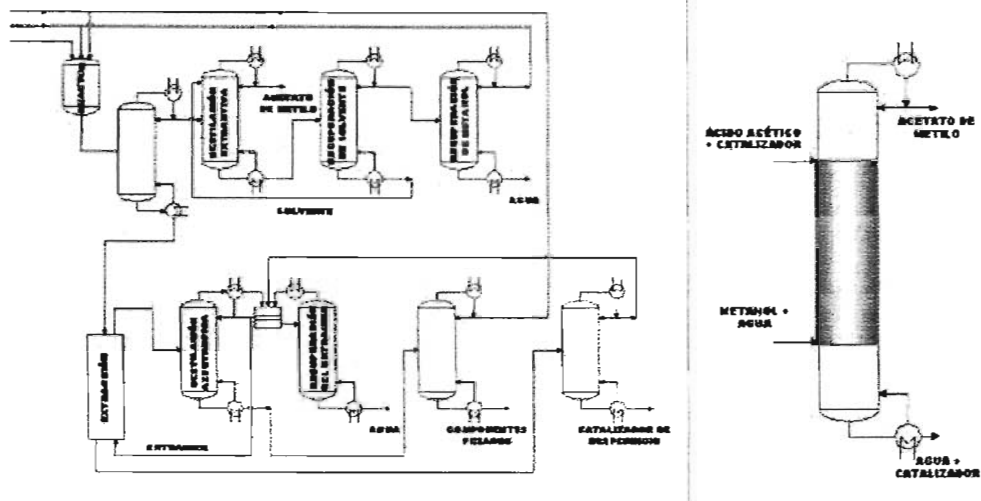 REACTOR
DESTILACIÓN
EXTRACTIVA
ACETATO
DE METILO
RECUPERACIÓN
DE SOLVENTE
RECUPERACIÓN
DE METANOL
SOLVENTE
AGUA
EXTRACCIÓN
DESTILACIÓN
AZEOTRÓPICA
RECUPERACIÓN
DEL ENTRAINER
ENTRAINER
AGUA
COMPONENTES
PESADOS
CATALIZADOR DE
DESPERDICIO
ÁCIDO ACÉTICO
+ CATALIZADOR
ACETATO DE
METILO
METANOL +
AGUA
AGUA +
CATALIZADOR